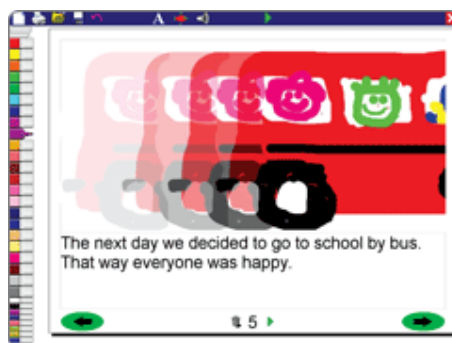 A
The next day we decided to go to school by bus.
That way everyone was happy.
5